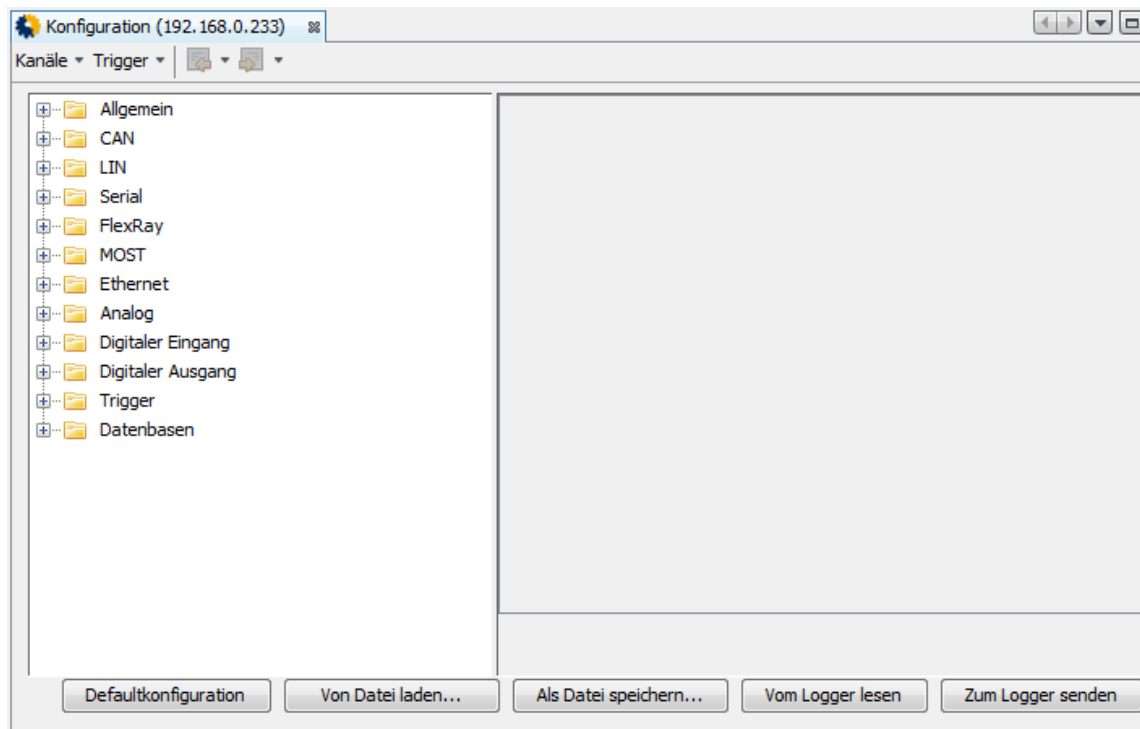 Konfiguration (192.168.0.233)
Kanäle Trigger
Allgemein
CAN
LIN
Serial
FlexRay
MOST
Ethernet
Analog
Digitaler Eingang
Digitaler Ausgang
Trigger
Datenbasen
Defaultkonfiguration Von Datei laden... Als Datei speichern... Vom Logger lesen Zum Logger senden